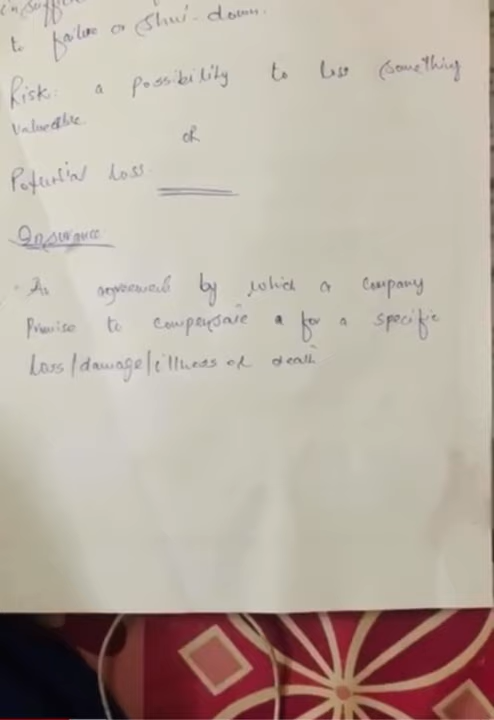 to failure or Shut-down.
Risk: a possibility to loss something
valuable
or
Potential Loss.
Insurance
• An agreement by which a Company
Promise to Compensate a for a specific
Loss/damage/illness or death